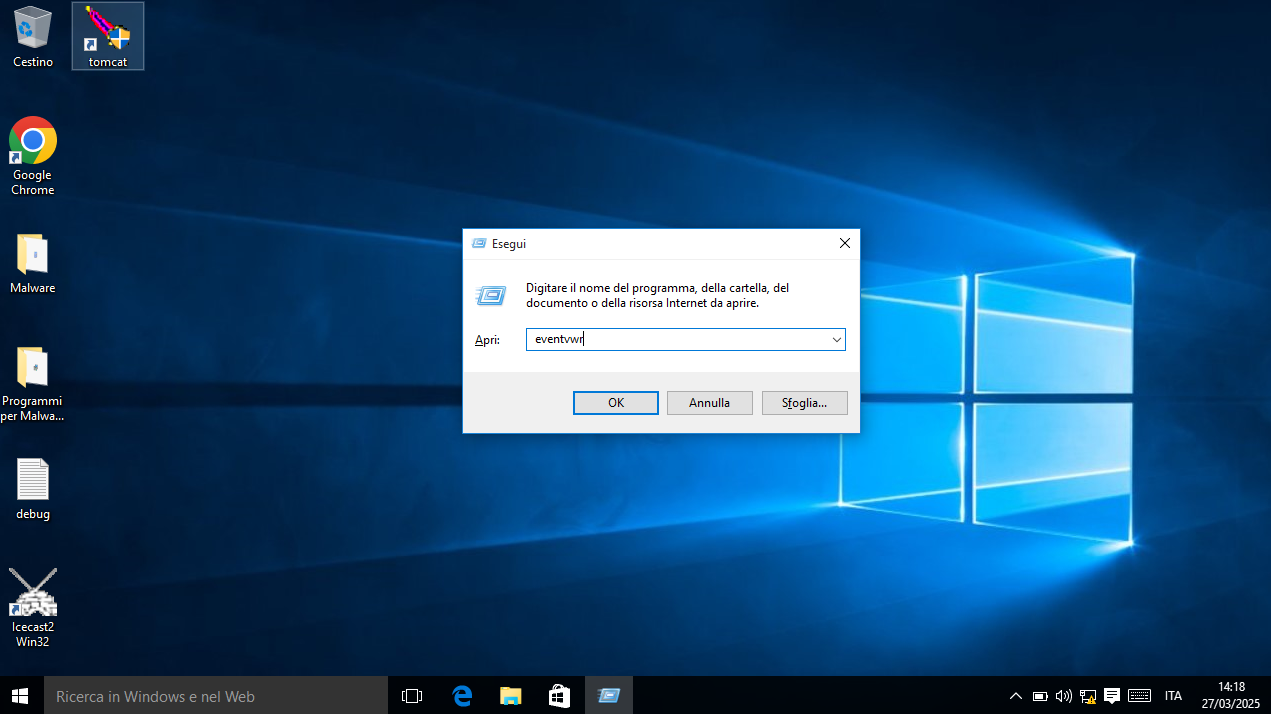 Cestino
tomcat
Google
Chrome
Malware
Programmi
per Malwa...
debug
Icecast2
Win32
Esegui
Digitare il nome del programma, della cartella, del
documento o della risorsa Internet da aprire.
Apri:
eventvwr
OK
Annulla
Sfoglia...
Ricerca in Windows e nel Web
ITA
14:18
27/03/2025